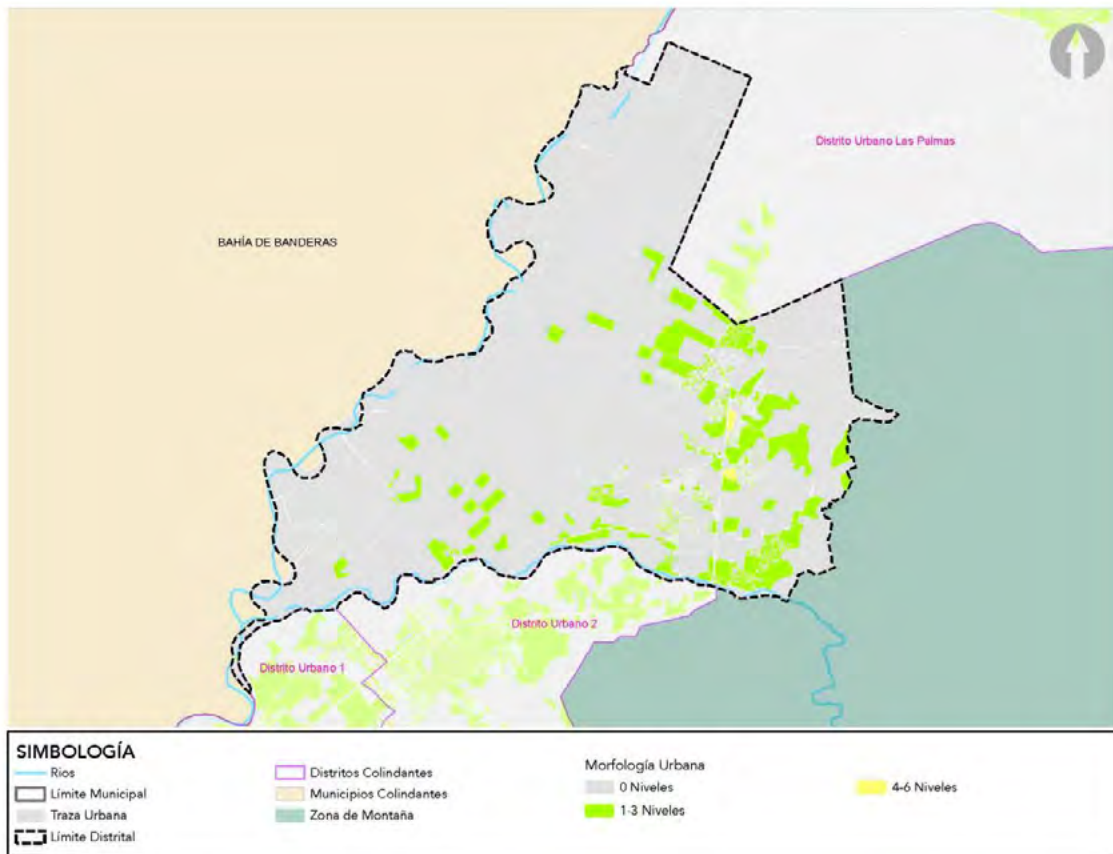 Distrito Urbano Las Palmas
BAHÍA DE BANDERAS
Distrito Urbano 2
Distrito Urbano 1
SIMBOLOGÍA
Rios
Límite Municipal
Traza Urbana
Límite Distrital
Distritos Colindantes
Municipios Colindantes
Zona de Montaña
Morfología Urbana
0 Niveles
1-3 Niveles
4-6 Niveles